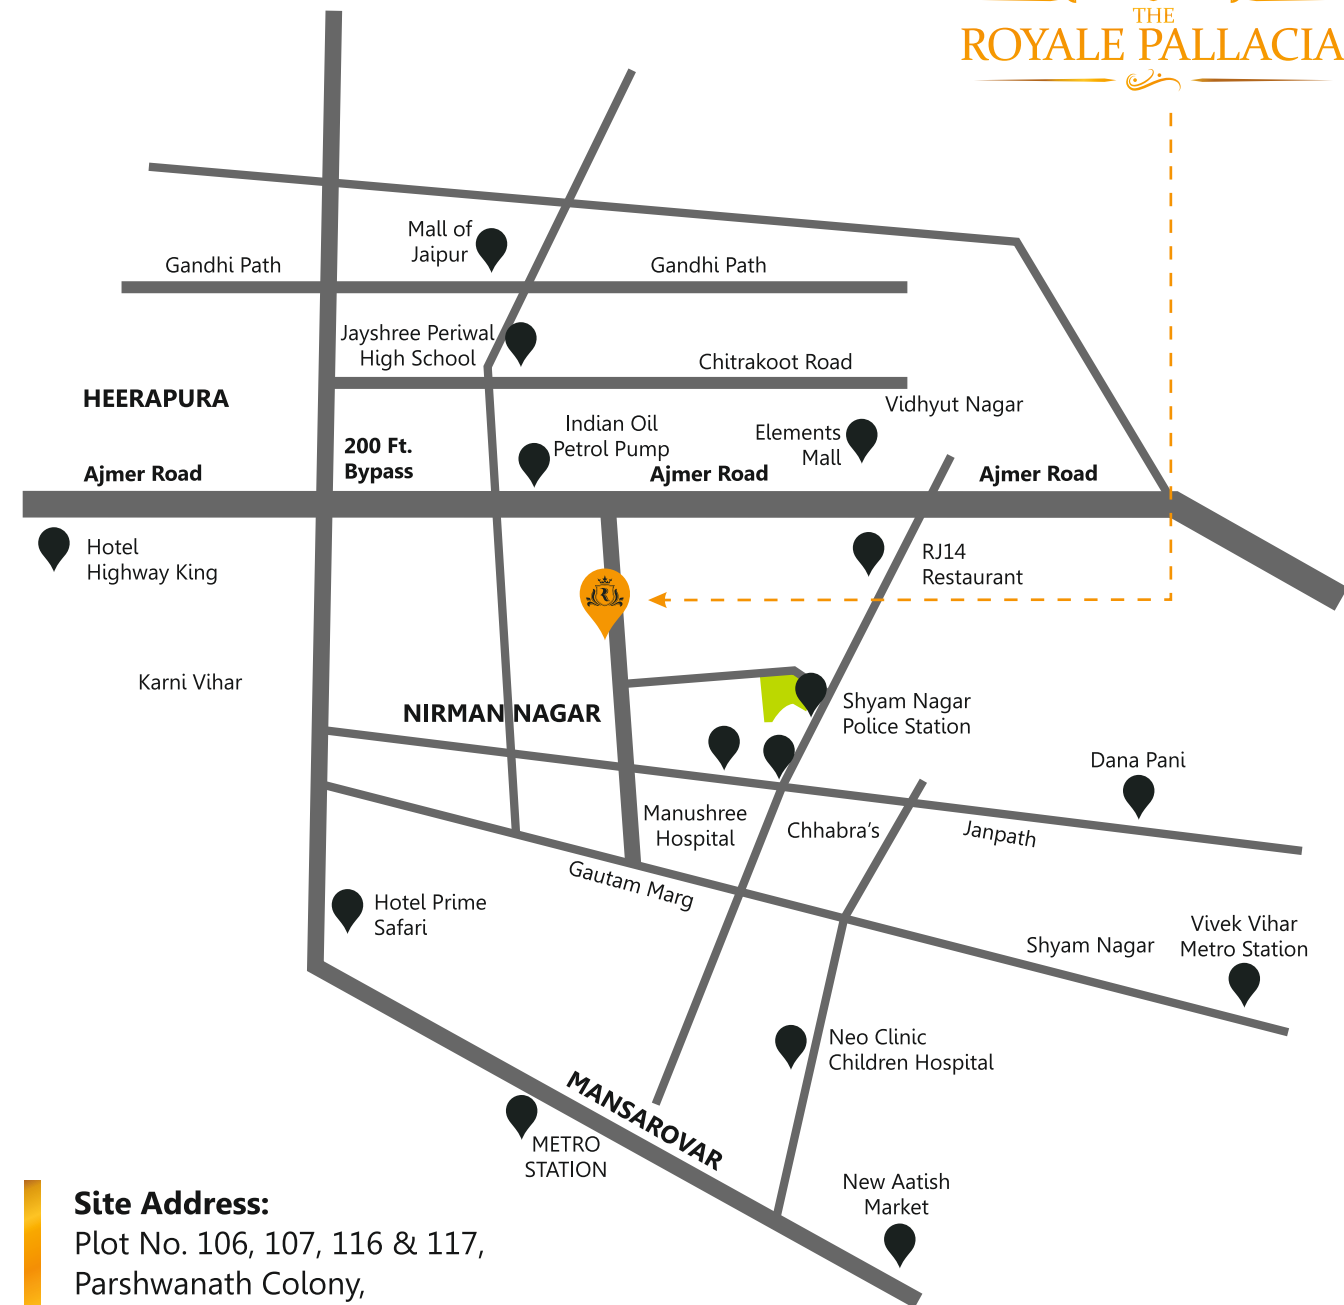 THE
ROYALE PALLACIA
Mall of
Jaipur
Gandhi Path
Gandhi Path
Jayshree Periwal
High School
Chitrakoot Road
HEERAPURA
Vidhyut Nagar
200 Ft.
Bypass
Indian Oil
Petrol Pump
Elements
Mall
Ajmer Road
Ajmer Road
Ajmer Road
Hotel
Highway King
RJ14
Restaurant
R
Karni Vihar
NIRMAN NAGAR
Shyam Nagar
Police Station
Dana Pani
Manushree
Hospital
Chhabra's
Janpath
Gautam Marg
Hotel Prime
Safari
Shyam Nagar
Vivek Vihar
Metro Station
Neo Clinic
Children Hospital
MANSAROVAR
METRO
STATION
New Aatish
Market
Site Address:
Plot No. 106, 107, 116 & 117,
Parshwanath Colony,